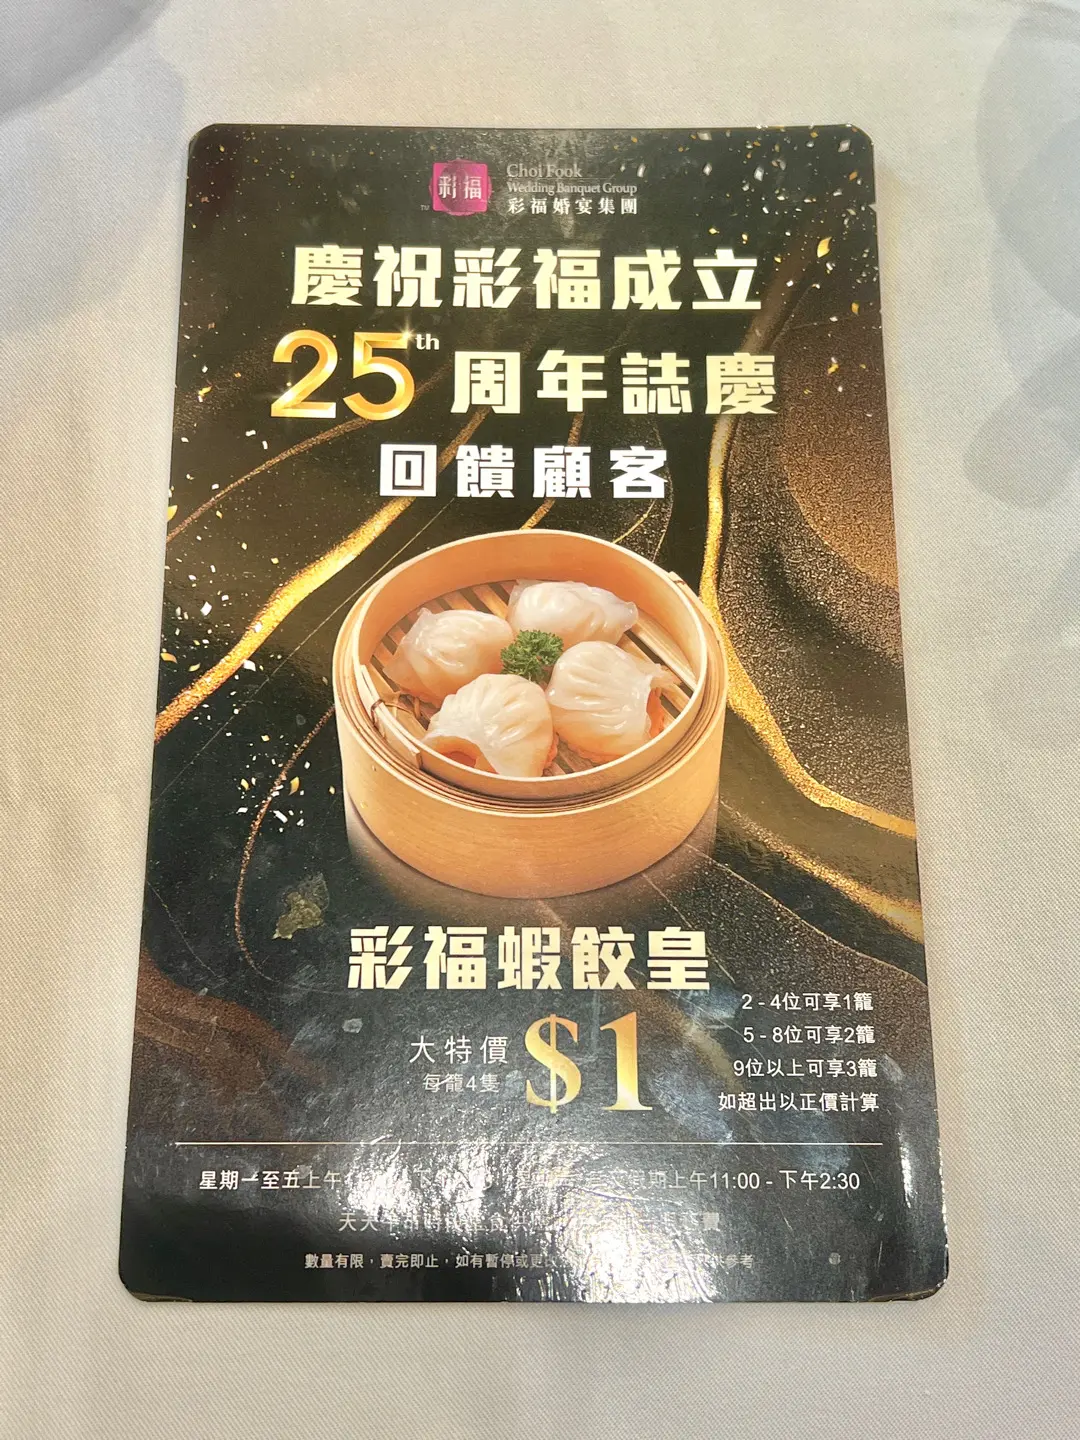 彩福
TM
Choi Fook
Wedding Banquet Group
彩福婚宴集團
慶祝彩福成立
25th 周年誌慶
回饋顧客
彩福蝦餃皇
大特價
每籠4隻
$1
2 - 4位可享1籠
5 - 8位可享2籠
9位以上可享3籠
如超出以正價計算
星期一至五上午 期上午11:00 - 下午2:30
天天
數量有限，賣完即止，如有暫停或更 供參考